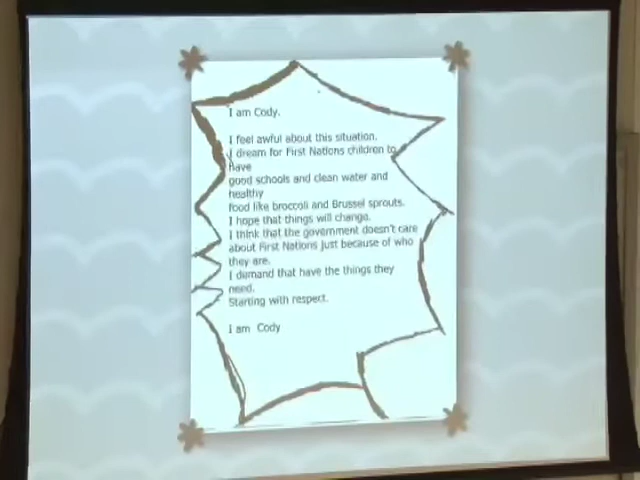 I am Cody.
I feel awful about this situation.
I dream for First Nations children to
have
good schools and clean water and
healthy
food like broccoli and Brussel sprouts.
I hope that things will change.
I think that the government doesn't care
about First Nations just because of who
they are.
I demand that have the things they
need.
Starting with respect.
I am Cody